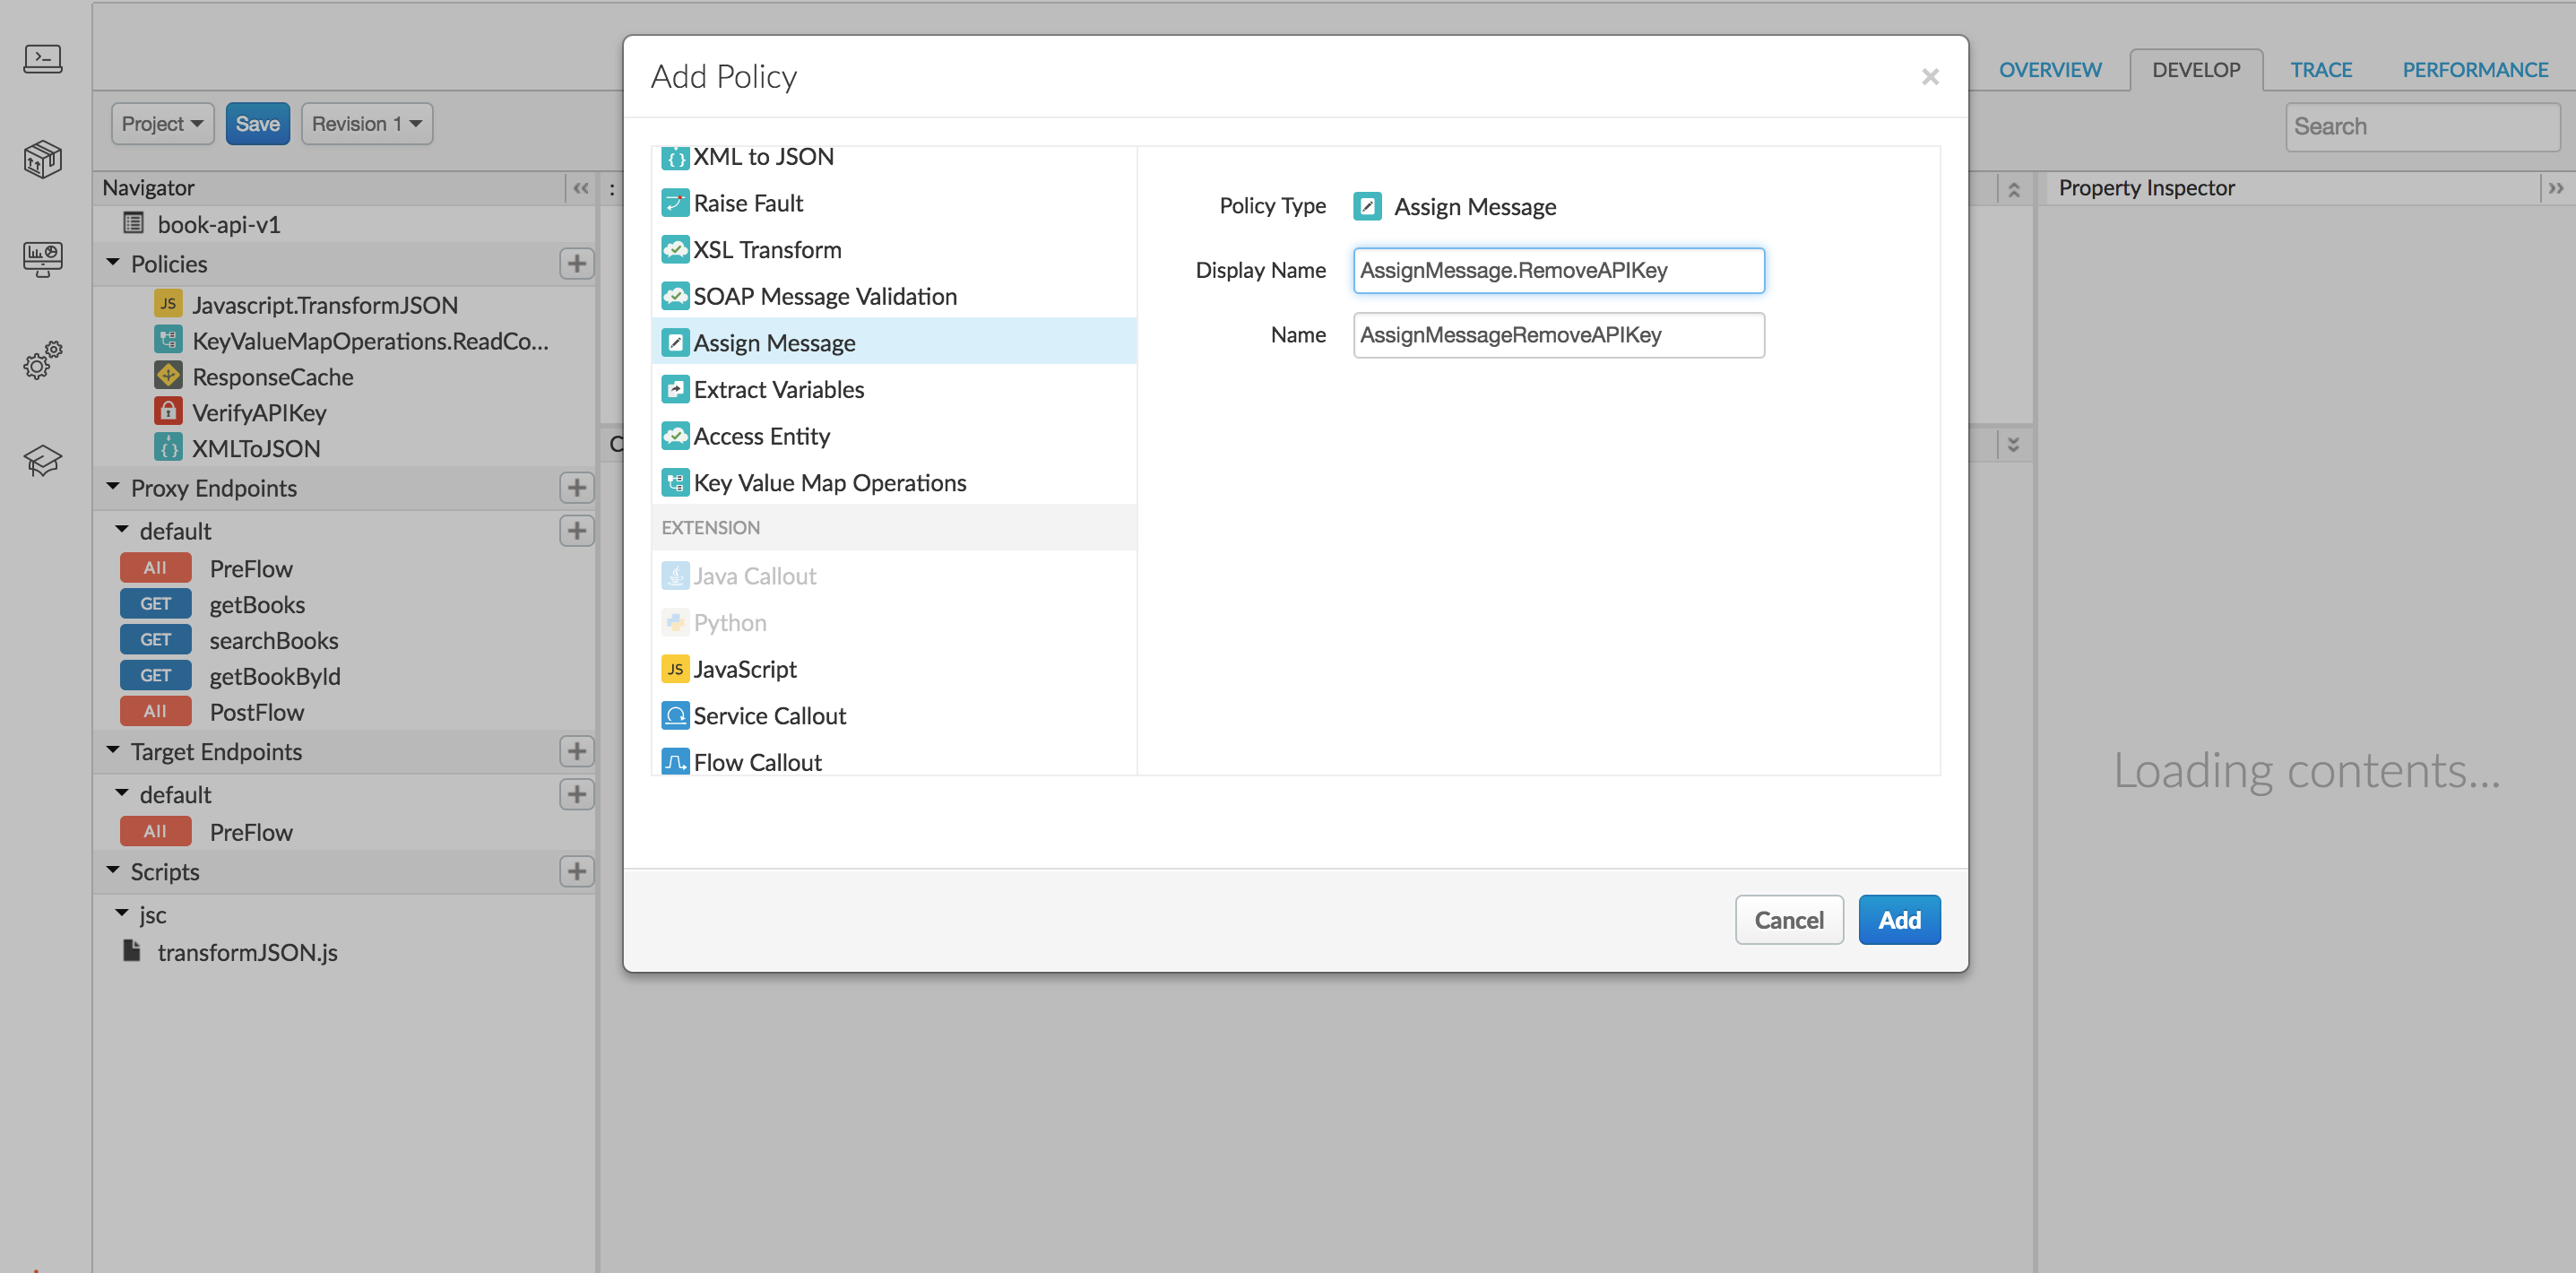 OVERVIEW DEVELOP TRACE PERFORMANCE
Project Save Revision 1
Search
Navigator
book-api-v1
Policies
JS Javascript.TransformJSON
KeyValueMapOperations.ReadCo...
ResponseCache
VerifyAPIKey
XMLToJSON
Proxy Endpoints
default
All PreFlow
GET getBooks
GET searchBooks
GET getBookById
All PostFlow
Target Endpoints
default
All PreFlow
Scripts
jsc
transformJSON.js
Add Policy
×
XML to JSON
Raise Fault
XSL Transform
SOAP Message Validation
Assign Message
Extract Variables
Access Entity
Key Value Map Operations
EXTENSION
Java Callout
Python
JS JavaScript
Service Callout
Flow Callout
Policy Type Assign Message
Display Name AssignMessage.RemoveAPIKey
Name AssignMessageRemoveAPIKey
Cancel Add
Property Inspector
Loading contents...